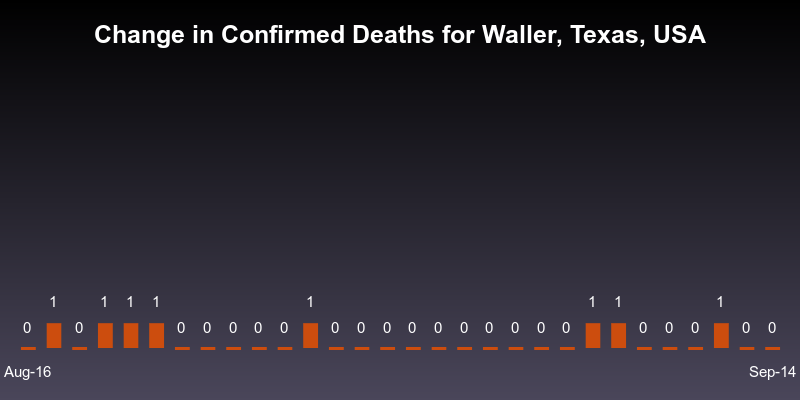 Change in Confirmed Deaths for Waller, Texas, USA
0 1 0 1 1 1 0 0 0 0 0 1 0 0 0 0 0 0 0 0 0 0 1 1 0 0 0 1 0 0
Aug-16 Sep-14